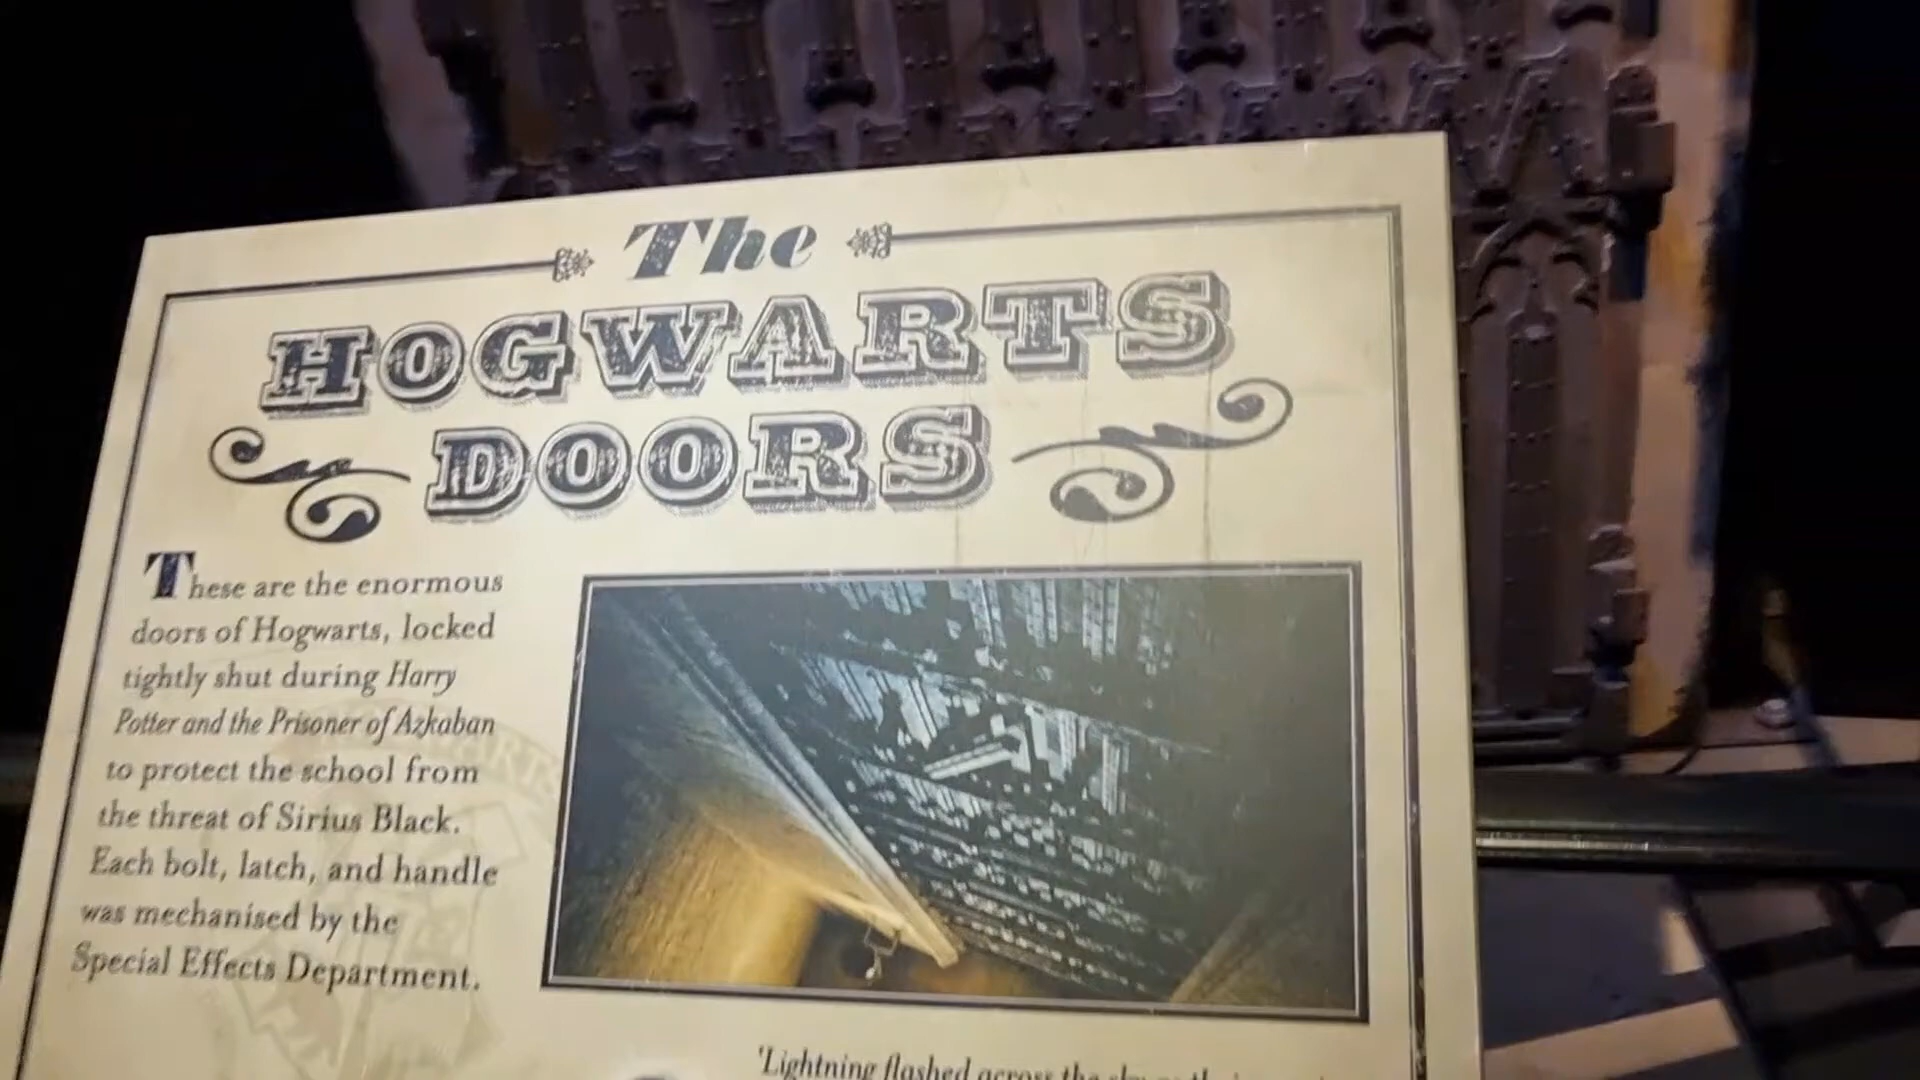 The
HOGWARTS
DOORS
These are the enormous
doors of Hogwarts, locked
tightly shut during Harry
Potter and the Prisoner of Azkaban
to protect the school from
the threat of Sirius Black.
Each bolt, latch, and handle
was mechanised by the
Special Effects Department.
'Lightning flashed across the